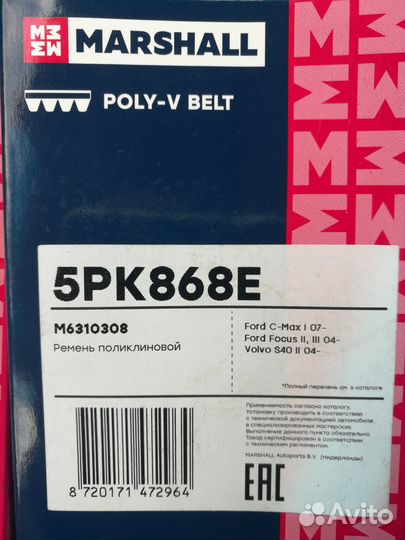 MARSHALL
POLY-V BELT
5PK868E
M6310308
Ремень поликлиновой
Ford C-Max I 07-
Ford Focus II, III 04-
Volvo S40 II 04-
*Полный перечень см. в каталоге
Применяемость согласно каталогу.
Установку производить в соответствии
с технической документацией автомобиля
в специализированных мастерских.
Выполнение данного пункта обязательно.
Товар сертифицирован в соответствии
с техническим регламентом.
MARSHALL Autoparts B.V. (Нидерланды)
8 720171 472964
EAC
Avito